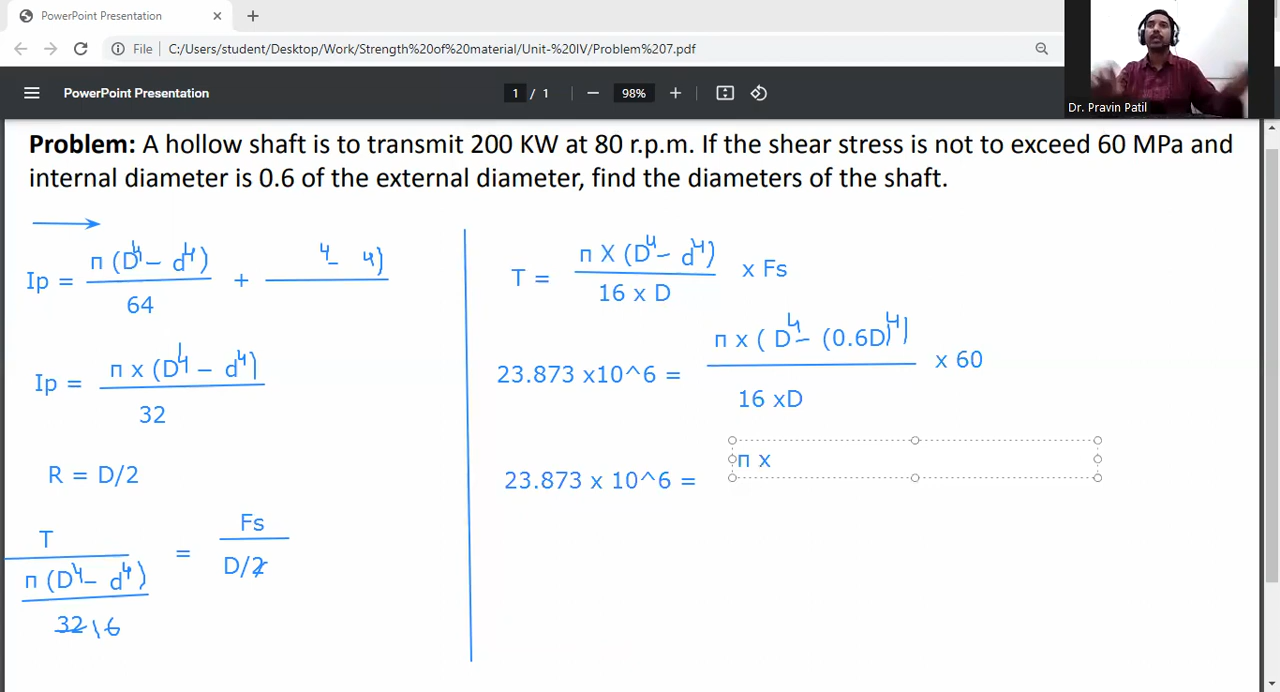 PowerPoint Presentation
File C:/Users/student/Desktop/Work/Strength%20of%20material/Unit-%20IV/Problem%207.pdf
Dr. Pravin Patil
PowerPoint Presentation
1 / 1
98%
Problem: A hollow shaft is to transmit 200 KW at 80 r.p.m. If the shear stress is not to exceed 60 MPa and
internal diameter is 0.6 of the external diameter, find the diameters of the shaft.
Ip = п (D4 – d4) + 4 – 4)
64
Ip = п x (D4 – d4)
32
R = D/2
T = Fs
п (D4 – d4) D/2
32 16
T = п X (D4 – d4) x Fs
16 x D
23.873 x10^6 = п x ( D4 – (0.6D)4) x 60
16 xD
23.873 x 10^6 = п x